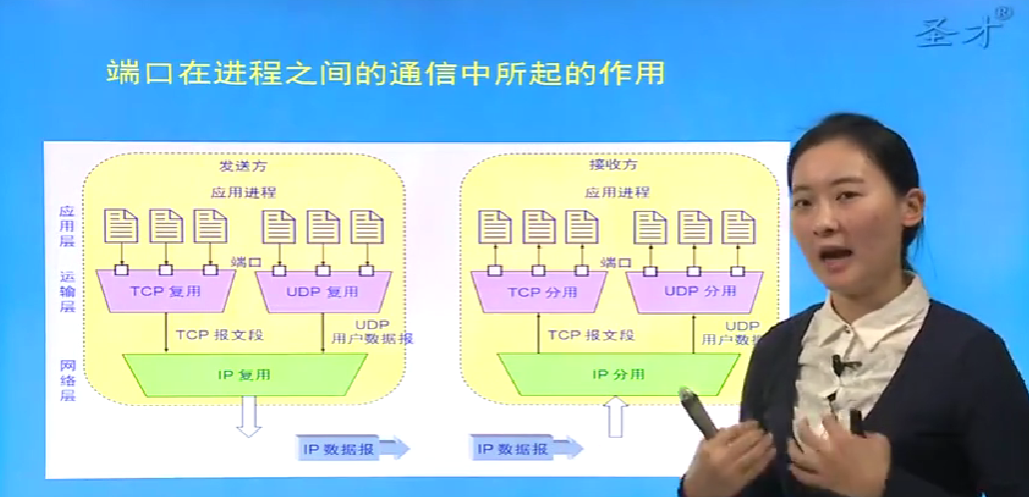 圣才®
端口在进程之间的通信中所起的作用
发送方
应用进程
应用层
端口
运输层
TCP 复用
UDP 复用
TCP 报文段
UDP
用户数据报
网络层
IP 复用
IP 数据报
接收方
应用进程
端口
TCP 分用
UDP 分用
TCP 报文段
UDP
用户数据
IP 分用
IP 数据报